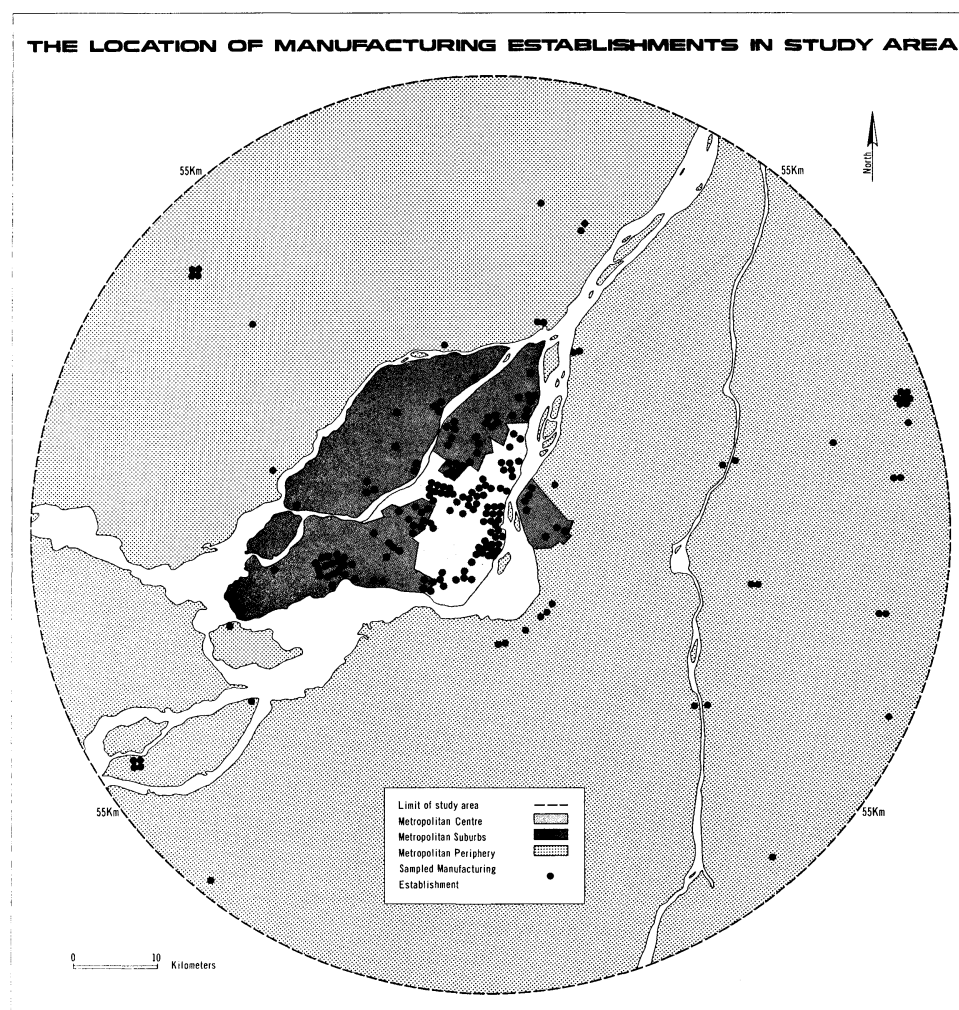 THE LOCATION OF MANUFACTURING ESTABLISHMENTS IN STUDY AREA
North
55Km
55Km
55Km
55Km
Limit of study area
Metropolitan Centre
Metropolitan Suburbs
Metropolitan Periphery
Sampled Manufacturing
Establishment
0 10
Kilometers